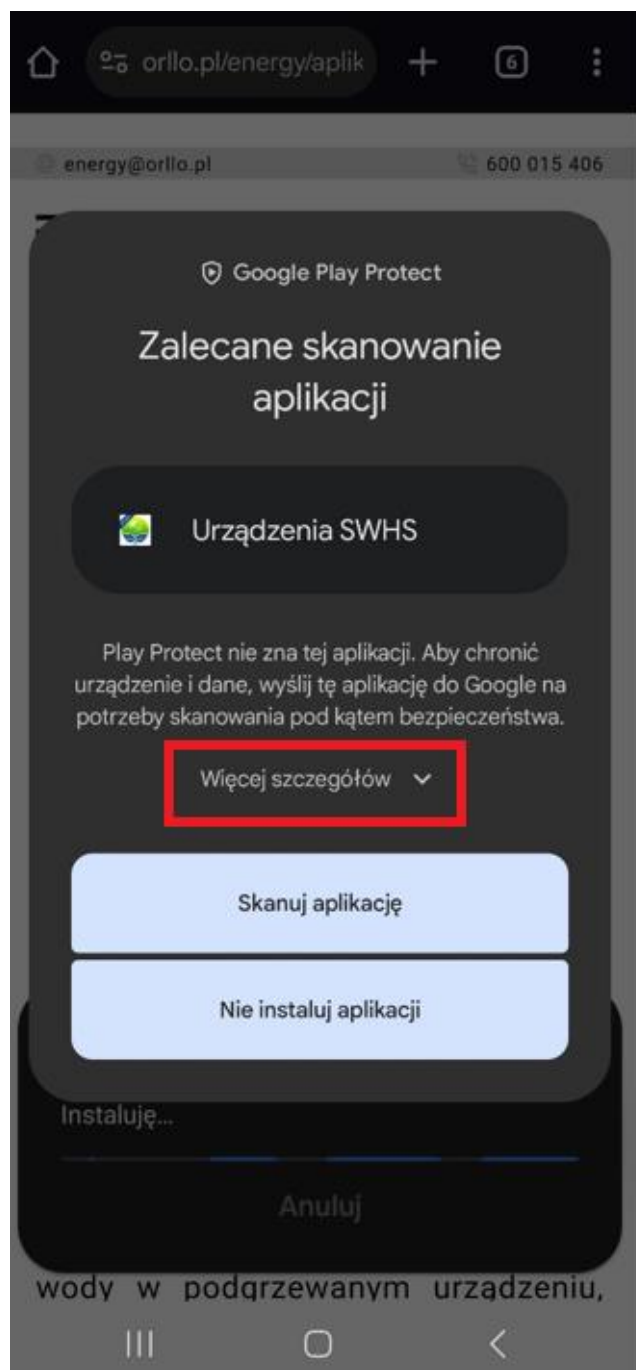 orllo.pl/energy/aplik
6
energy@orllo.pl
600 015 406
Google Play Protect
Zalecane skanowanie
aplikacji
Urządzenia SWHS
Play Protect nie zna tej aplikacji. Aby chronić
urządzenie i dane, wyślij tę aplikację do Google na
potrzeby skanowania pod kątem bezpieczeństwa.
Więcej szczegółów
Skanuj aplikację
Nie instaluj aplikacji
Instaluję...
Anuluj
wody w podgrzewanym urządzeniu,